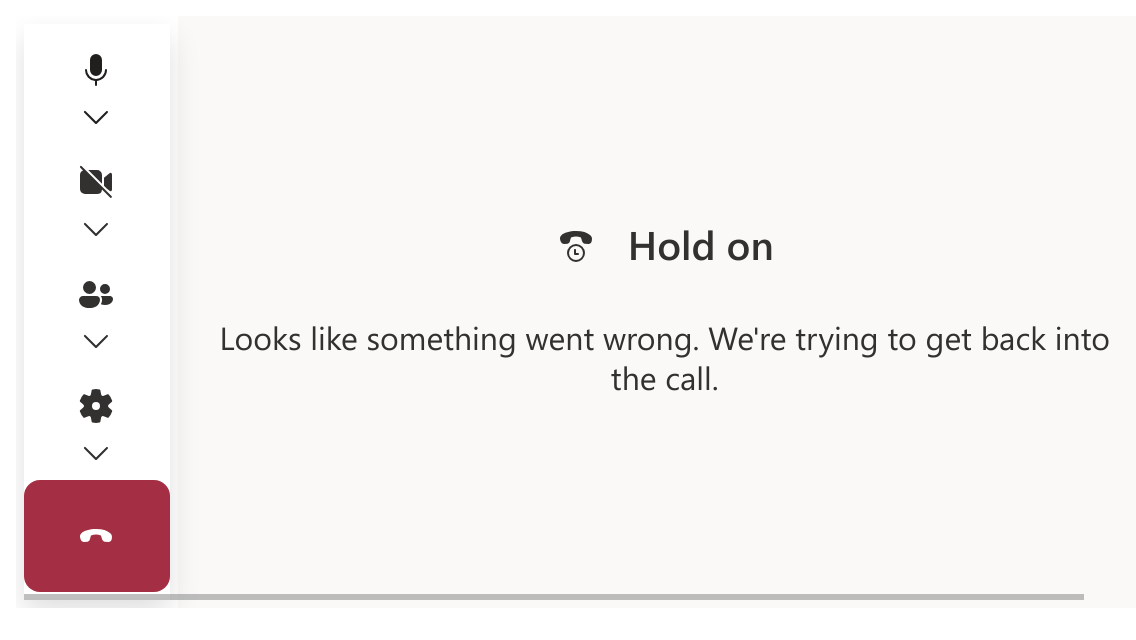 Hold on
Looks like something went wrong. We're trying to get back into
the call.